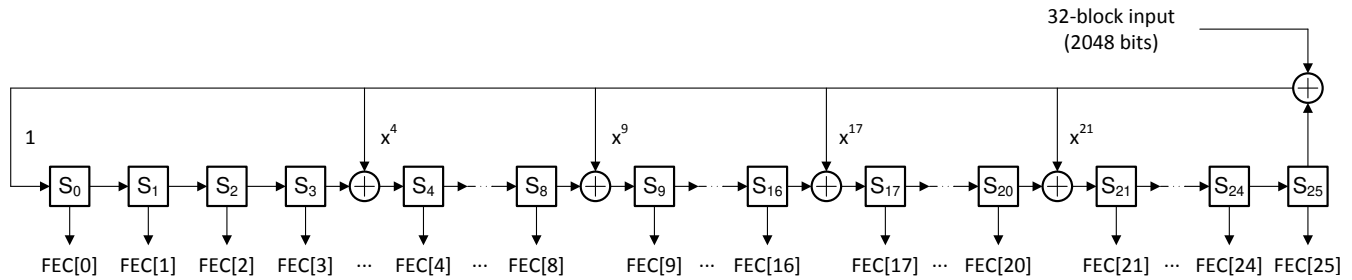 32-block input
(2048 bits)
1 x⁴ x⁹ x¹⁷ x²¹
S₀ S₁ S₂ S₃ S₄ ... S₈ S₉ ... S₁₆ S₁₇ ... S₂₀ S₂₁ ... S₂₄ S₂₅
FEC[0] FEC[1] FEC[2] FEC[3] ... FEC[4] ... FEC[8] FEC[9] ... FEC[16] FEC[17] ... FEC[20] FEC[21] ... FEC[24] FEC[25]